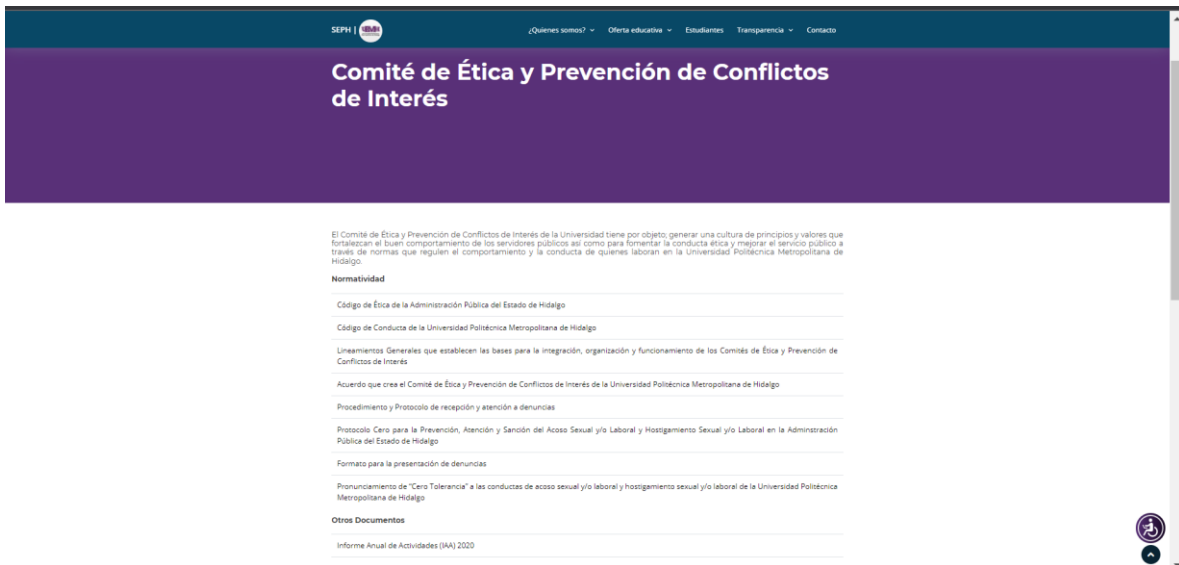 SEPH |
¿Quienes somos? Oferta educativa Estudiantes Transparencia Contacto
Comité de Ética y Prevención de Conflictos
de Interés
El Comité de Ética y Prevención de Conflictos de Interés de la Universidad tiene por objeto; generar una cultura de principios y valores que
fortalezcan el buen comportamiento de los servidores públicos así como para fomentar la conducta ética y mejorar el servicio público a
través de normas que regulen el comportamiento y la conducta de quienes laboran en la Universidad Politécnica Metropolitana de
Hidalgo.
Normatividad
Código de Ética de la Administración Pública del Estado de Hidalgo
Código de Conducta de la Universidad Politécnica Metropolitana de Hidalgo
Lineamientos Generales que establecen las bases para la integración, organización y funcionamiento de los Comités de Ética y Prevención de
Conflictos de Interés
Acuerdo que crea el Comité de Ética y Prevención de Conflictos de Interés de la Universidad Politécnica Metropolitana de Hidalgo
Procedimiento y Protocolo de recepción y atención a denuncias
Protocolo Cero para la Prevención, Atención y Sanción del Acoso Sexual y/o Laboral y Hostigamiento Sexual y/o Laboral en la Adminstración
Pública del Estado de Hidalgo
Formato para la presentación de denuncias
Pronunciamiento de "Cero Tolerancia" a las conductas de acoso sexual y/o laboral y hostigamiento sexual y/o laboral de la Universidad Politécnica
Metropolitana de Hidalgo
Otros Documentos
Informe Anual de Actividades (IAA) 2020